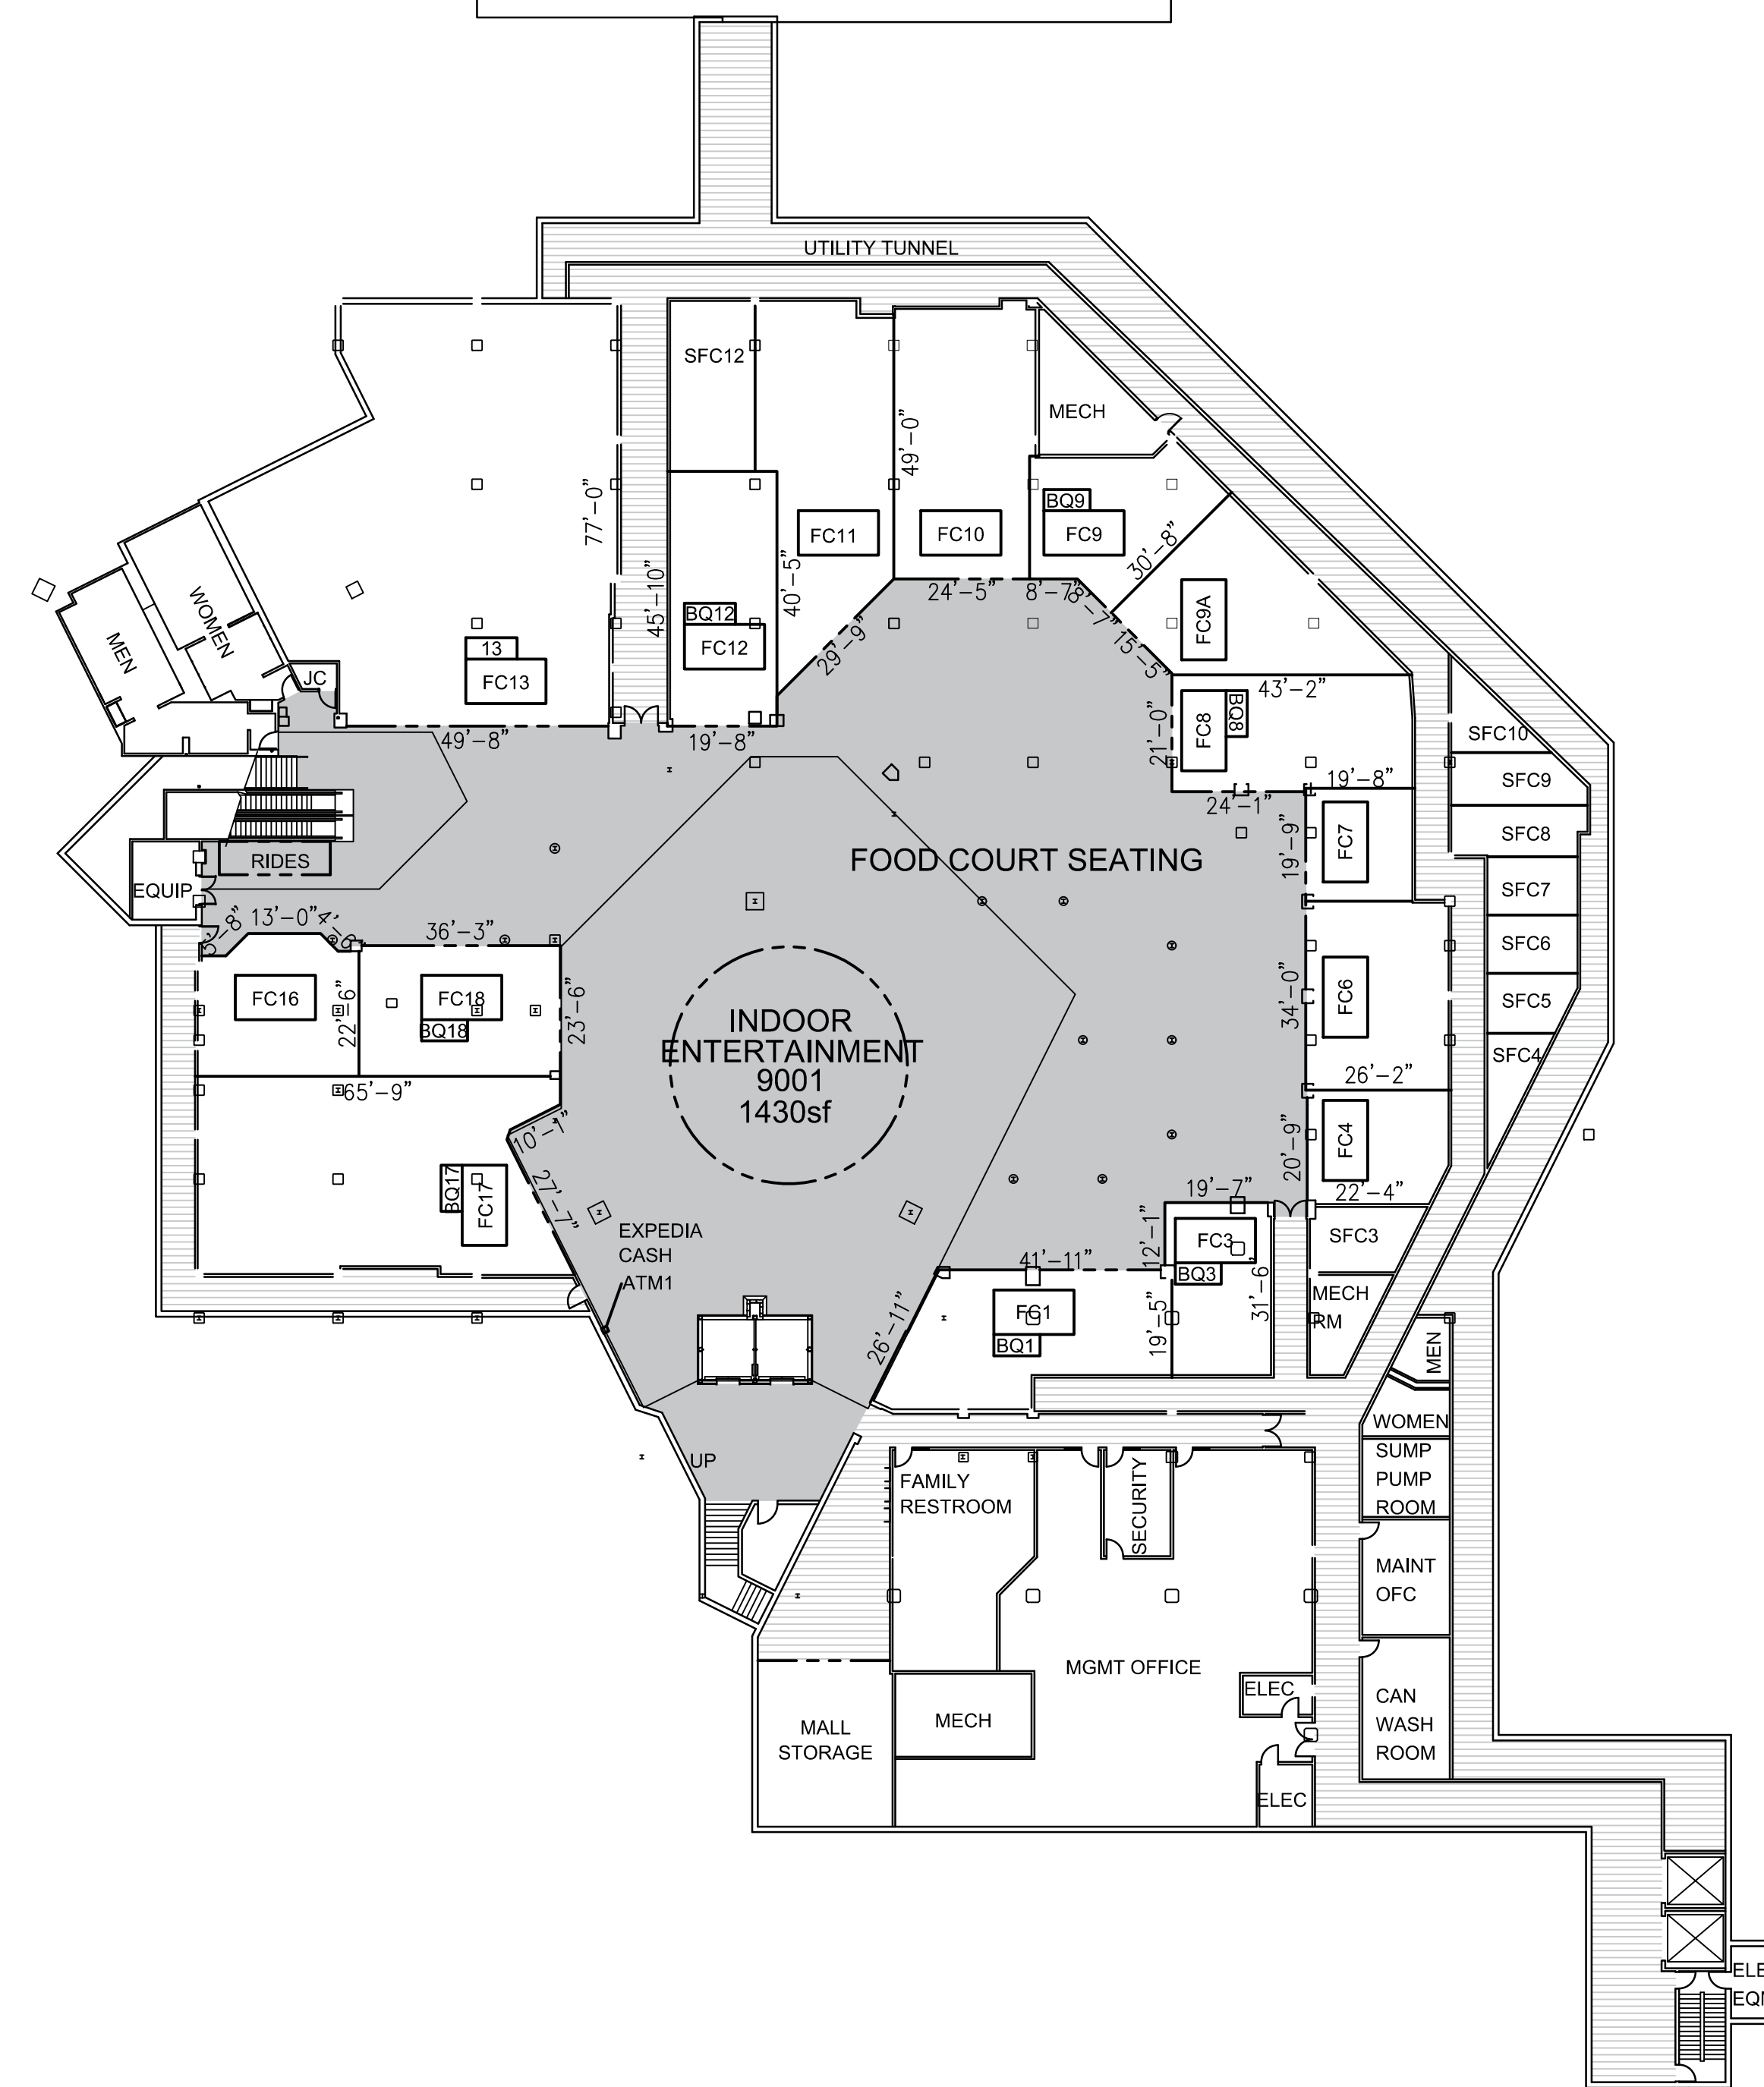 UTILITY TUNNEL
SFC12
MECH
49'-0"
77'-0"
BQ9
FC11
FC10
FC9
30'-8"
45'-10"
40'-5"
24'-5"
8'-7"
8'-7"
WOMEN
MEN
BQ12
FC12
29'-9"
15'-5"
FC9A
13
FC13
JC
43'-2"
21'-0"
FC8
BQ8
49'-8"
19'-8"
SFC10
19'-8"
SFC9
24'-1"
19'-9"
FC7
SFC8
RIDES
FOOD COURT SEATING
EQUIP
SFC7
13'-0"
36'-3"
SFC6
FC16
22'-6"
FC18
BQ18
23'-6"
INDOOR
ENTERTAINMENT
9001
1430sf
34'-0"
FC6
SFC5
SFC4
65'-9"
26'-2"
10'-1"
20'-9"
FC4
BQ17
FC17
27'-7"
19'-7"
22'-4"
EXPEDIA
CASH
ATM1
12'-1"
FC3
BQ3
SFC3
41'-11"
31'-6"
MECH
RM
FC1
BQ1
26'-11"
19'-5"
MEN
WOMEN
UP
FAMILY
RESTROOM
SECURITY
SUMP
PUMP
ROOM
MAINT
OFC
MGMT OFFICE
ELEC
MECH
MALL
STORAGE
CAN
WASH
ROOM
ELEC